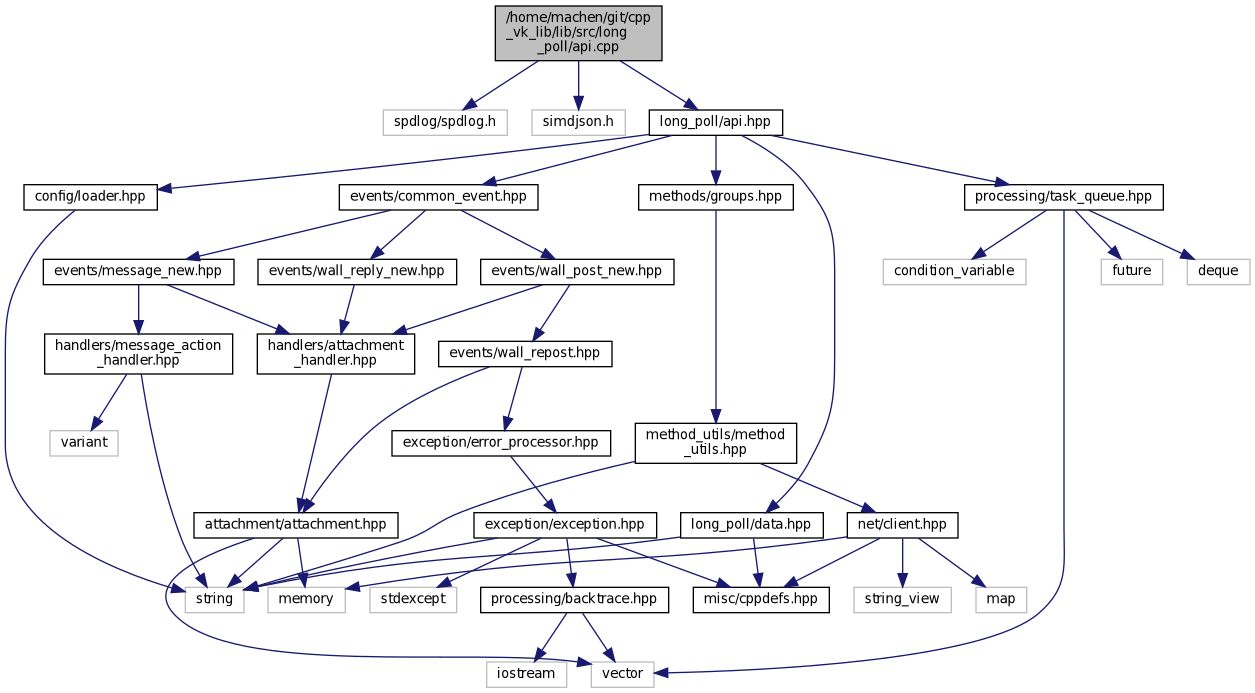 /home/machen/git/cpp
_vk_lib/lib/src/long
_poll/api.cpp
spdlog/spdlog.h
simdjson.h
long_poll/api.hpp
config/loader.hpp
events/common_event.hpp
methods/groups.hpp
processing/task_queue.hpp
events/message_new.hpp
events/wall_reply_new.hpp
events/wall_post_new.hpp
condition_variable
future
deque
handlers/message_action
_handler.hpp
handlers/attachment
_handler.hpp
events/wall_repost.hpp
variant
exception/error_processor.hpp
method_utils/method
_utils.hpp
attachment/attachment.hpp
exception/exception.hpp
long_poll/data.hpp
net/client.hpp
string
memory
stdexcept
processing/backtrace.hpp
misc/cppdefs.hpp
string_view
map
iostream
vector